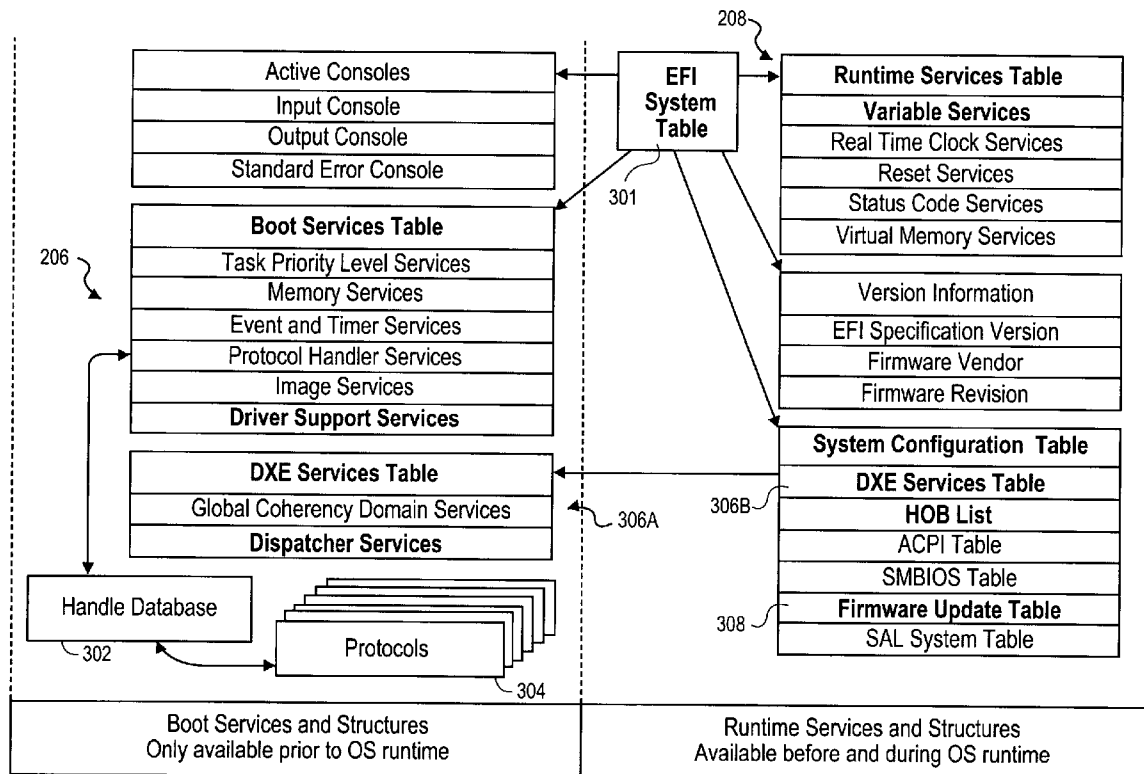 208
Active Consoles
Input Console
Output Console
Standard Error Console
EFI
System
Table
301
Runtime Services Table
Variable Services
Real Time Clock Services
Reset Services
Status Code Services
Virtual Memory Services
206
Boot Services Table
Task Priority Level Services
Memory Services
Event and Timer Services
Protocol Handler Services
Image Services
Driver Support Services
Version Information
EFI Specification Version
Firmware Vendor
Firmware Revision
DXE Services Table
Global Coherency Domain Services
Dispatcher Services
306A
System Configuration Table
DXE Services Table
306B
HOB List
ACPI Table
SMBIOS Table
Firmware Update Table
308
SAL System Table
Handle Database
302
Protocols
304
Boot Services and Structures
Only available prior to OS runtime
Runtime Services and Structures
Available before and during OS runtime